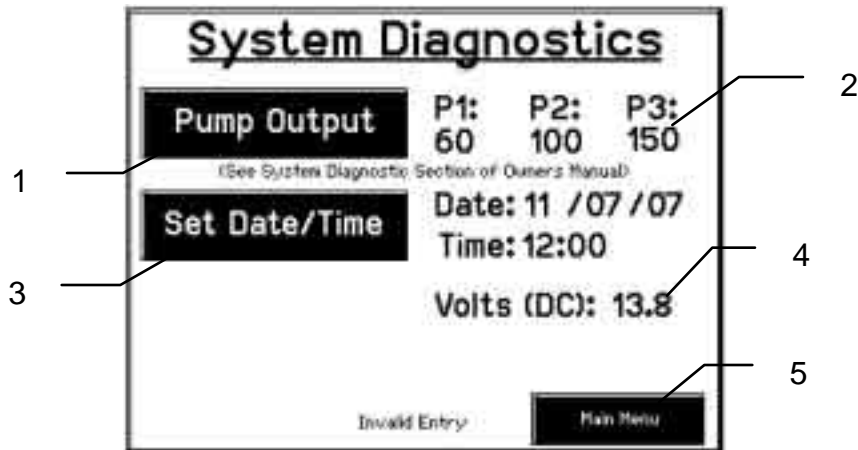 System Diagnostics
Pump Output
P1: P2: P3:
60 100 150
2
1
(See System Diagnostic Section of Owners Manual)
Set Date/Time
Date: 11 /07 /07
Time: 12:00
3
Volts (DC): 13.8
4
5
Invalid Entry
Main Menu